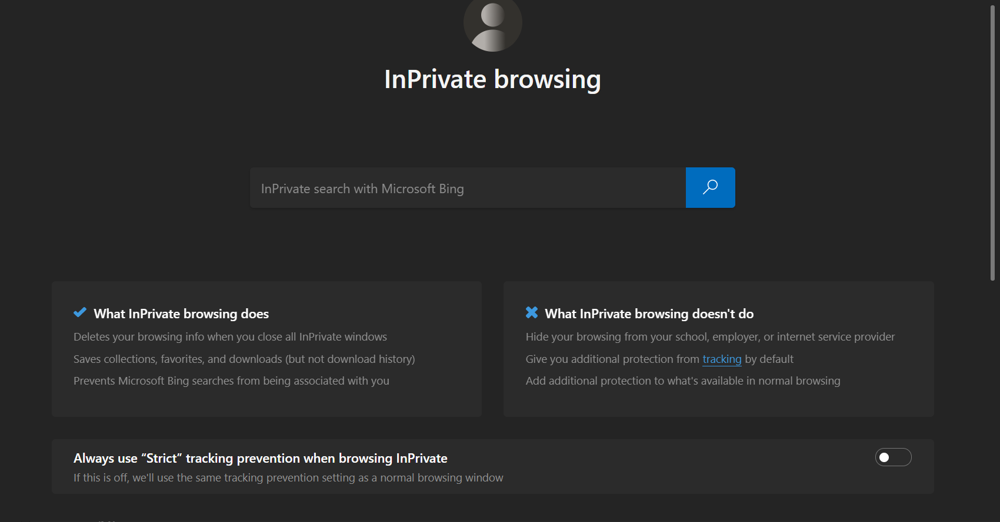 InPrivate browsing
InPrivate search with Microsoft Bing
What InPrivate browsing does
Deletes your browsing info when you close all InPrivate windows
Saves collections, favorites, and downloads (but not download history)
Prevents Microsoft Bing searches from being associated with you
What InPrivate browsing doesn't do
Hide your browsing from your school, employer, or internet service provider
Give you additional protection from tracking by default
Add additional protection to what's available in normal browsing
Always use “Strict” tracking prevention when browsing InPrivate
If this is off, we'll use the same tracking prevention setting as a normal browsing window